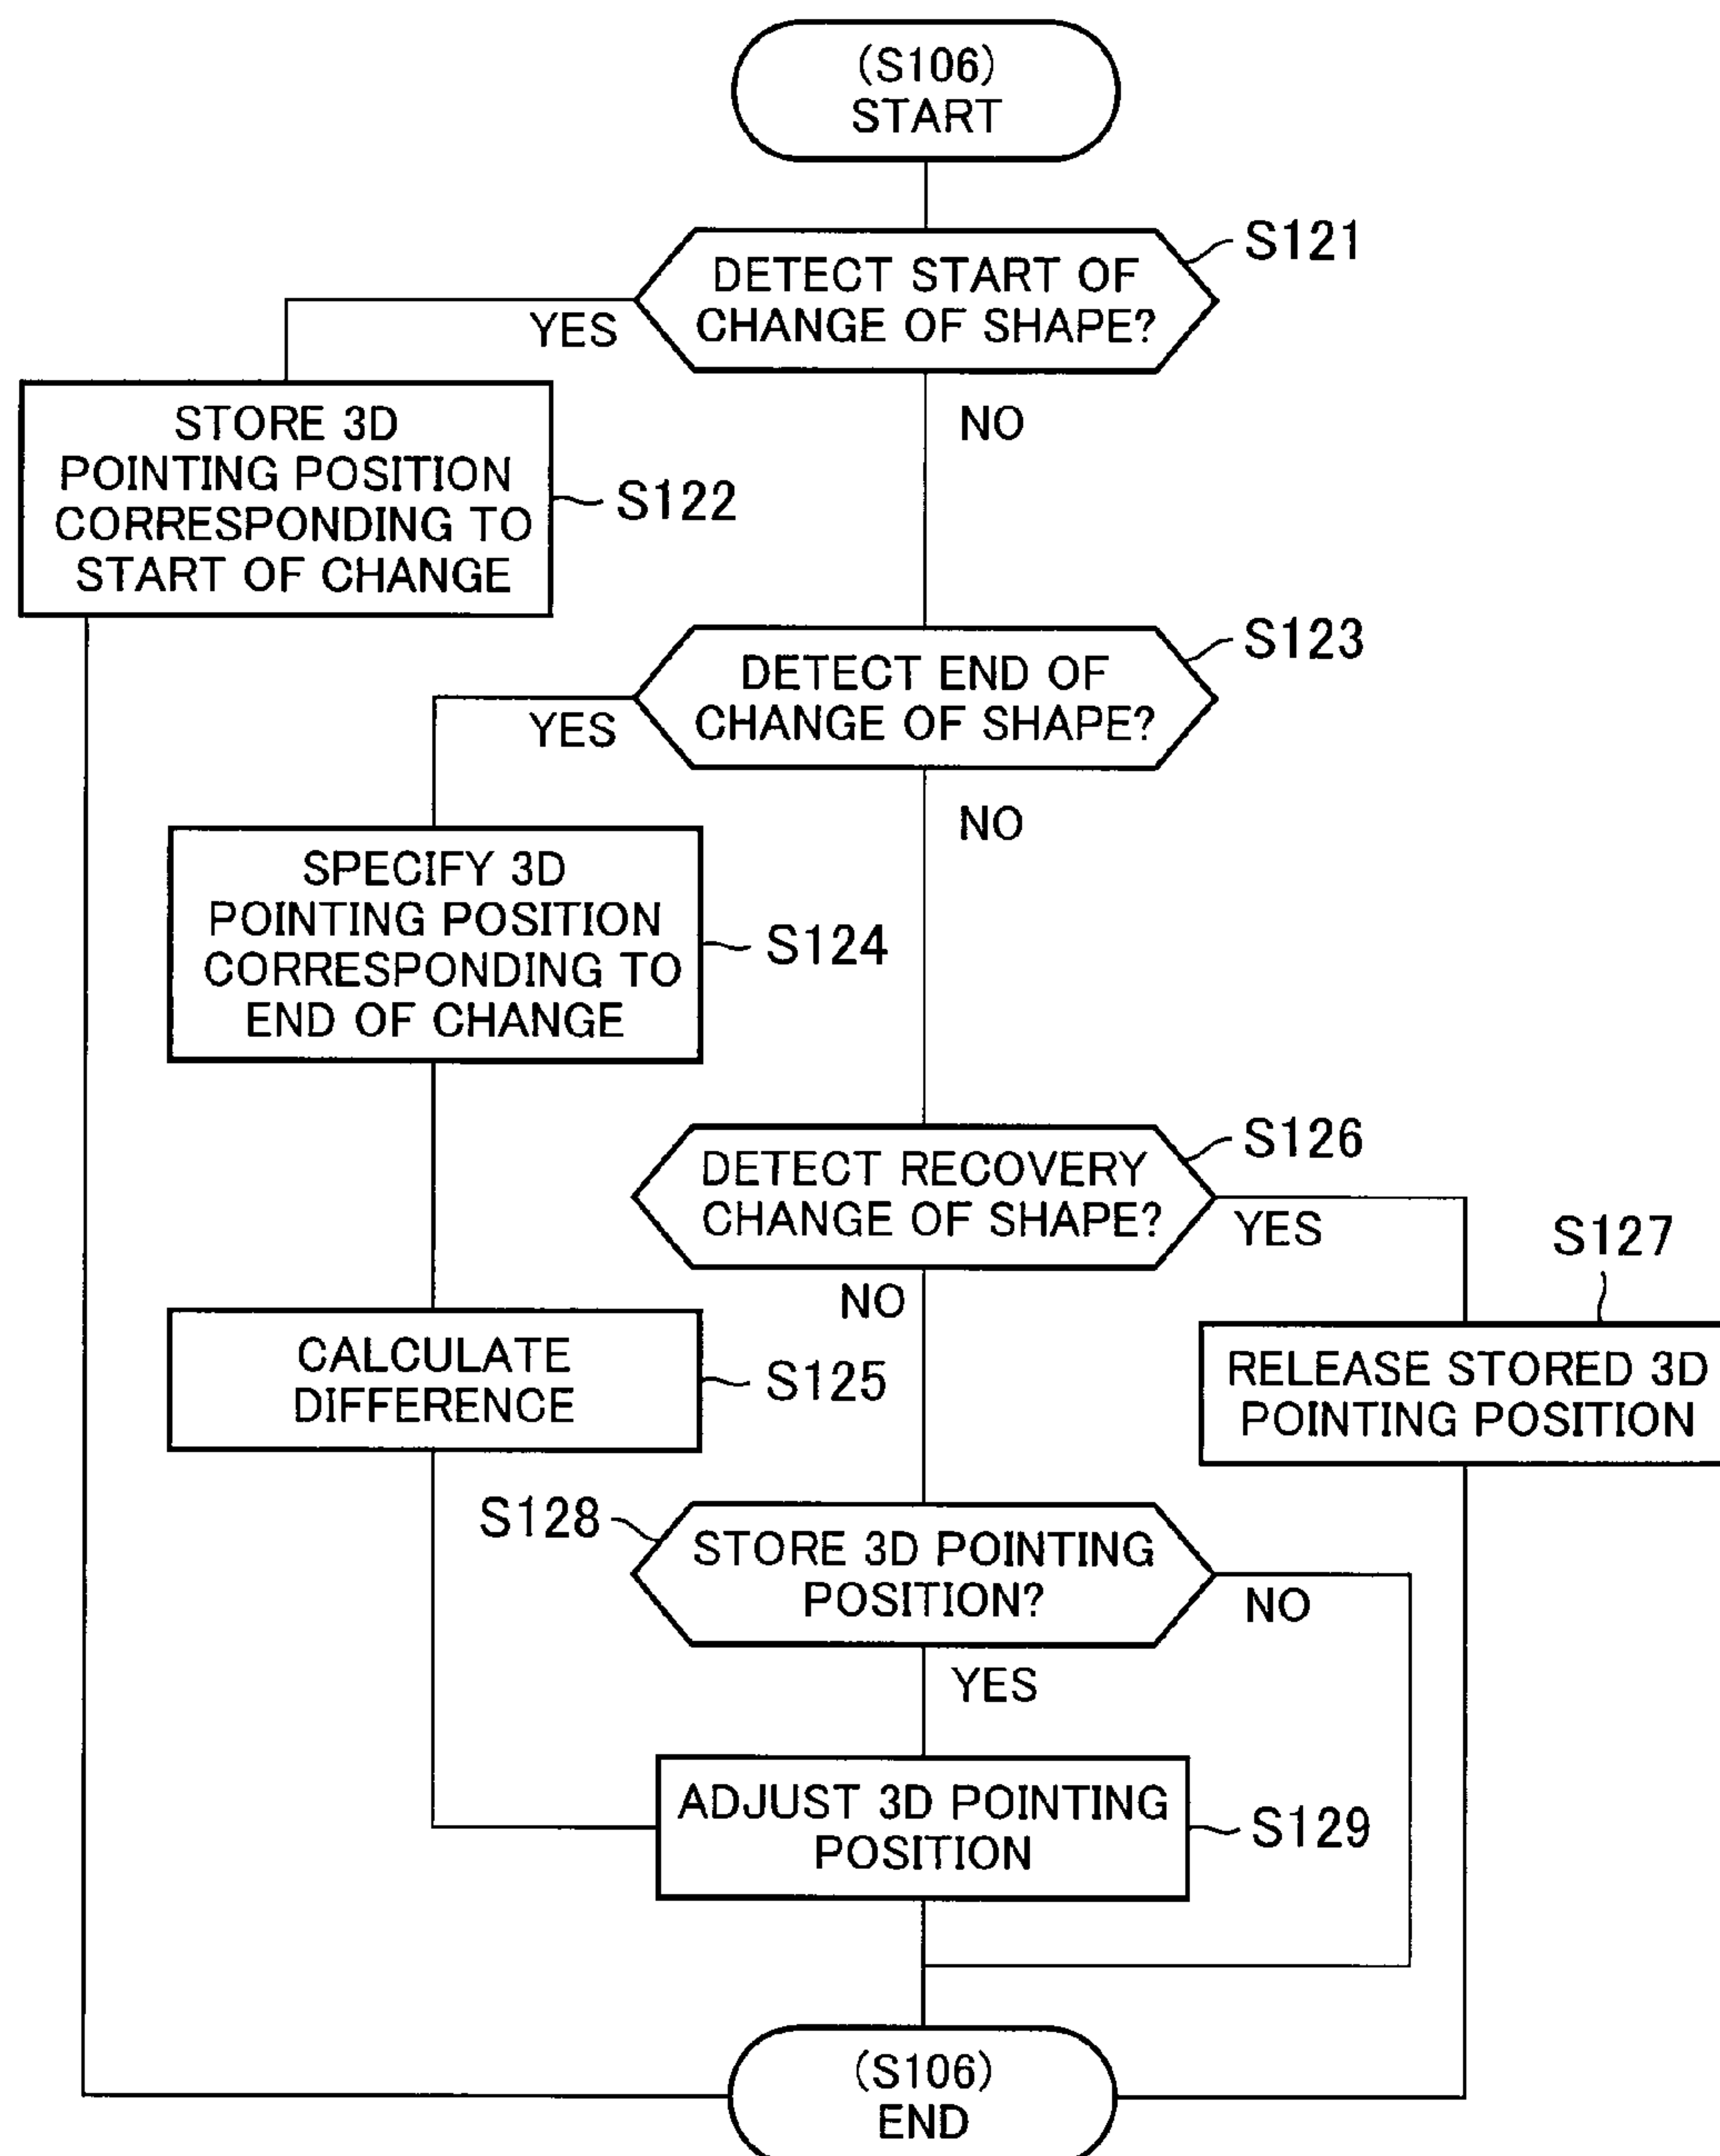 (S106)
START
S121
DETECT START OF
CHANGE OF SHAPE?
YES
NO
STORE 3D
POINTING POSITION
CORRESPONDING TO
START OF CHANGE
S122
S123
DETECT END OF
CHANGE OF SHAPE?
YES
NO
SPECIFY 3D
POINTING POSITION
CORRESPONDING TO
END OF CHANGE
S124
S126
DETECT RECOVERY
CHANGE OF SHAPE?
YES
NO
S127
RELEASE STORED 3D
POINTING POSITION
CALCULATE
DIFFERENCE
S125
S128
STORE 3D POINTING
POSITION?
NO
YES
ADJUST 3D POINTING
POSITION
S129
(S106)
END